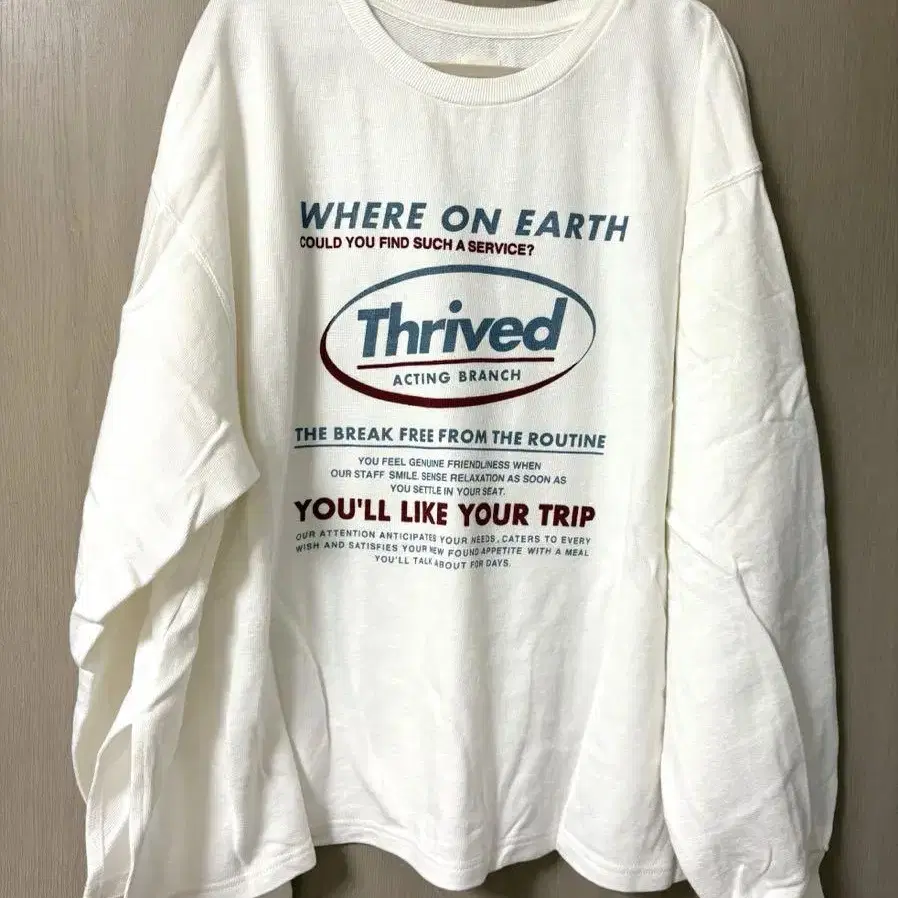 WHERE ON EARTH
COULD YOU FIND SUCH A SERVICE?
Thrived
ACTING BRANCH
THE BREAK FREE FROM THE ROUTINE
YOU FEEL GENUINE FRIENDLINESS WHEN
OUR STAFF SMILE. SENSE RELAXATION AS SOON AS
YOU SETTLE IN YOUR SEAT.
YOU'LL LIKE YOUR TRIP
OUR ATTENTION ANTICIPATES YOUR NEEDS, CATERS TO EVERY
WISH AND SATISFIES YOUR NEW FOUND APPETITE WITH A MEAL
YOU'LL TALK ABOUT FOR DAYS.